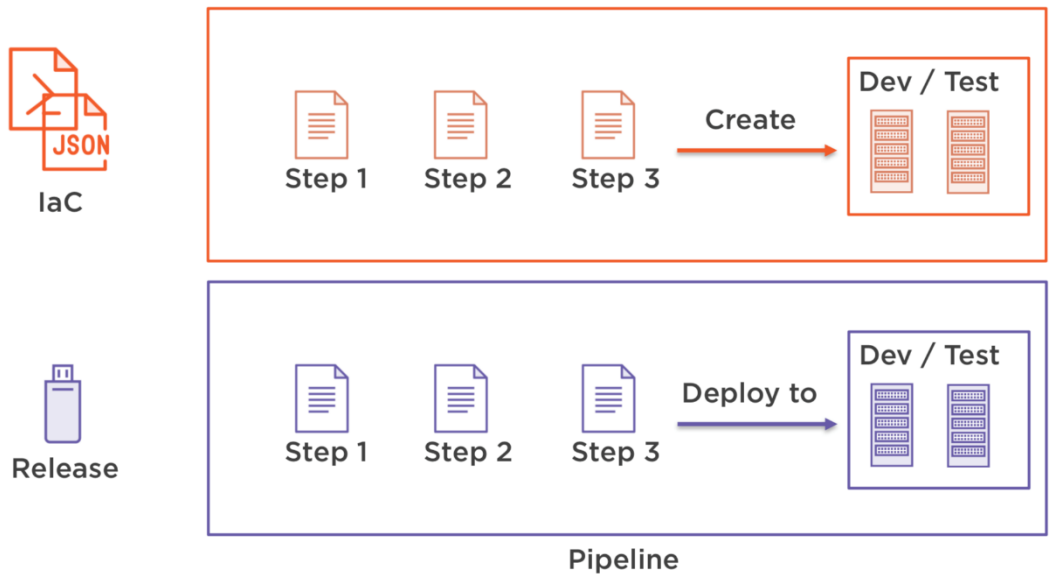 JSON
IaC
Step 1
Step 2
Step 3
Create
Dev / Test
Release
Step 1
Step 2
Step 3
Deploy to
Dev / Test
Pipeline